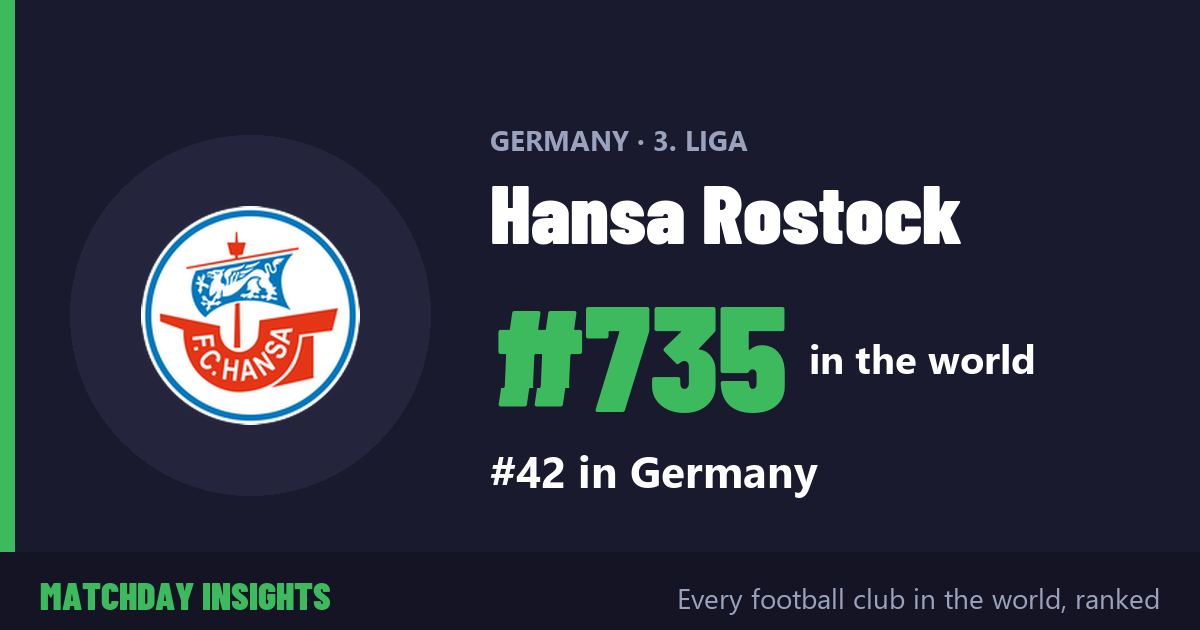 GERMANY · 3. LIGA
Hansa Rostock
F.C. HANSA
#735 in the world
#42 in Germany
MATCHDAY INSIGHTS
Every football club in the world, ranked